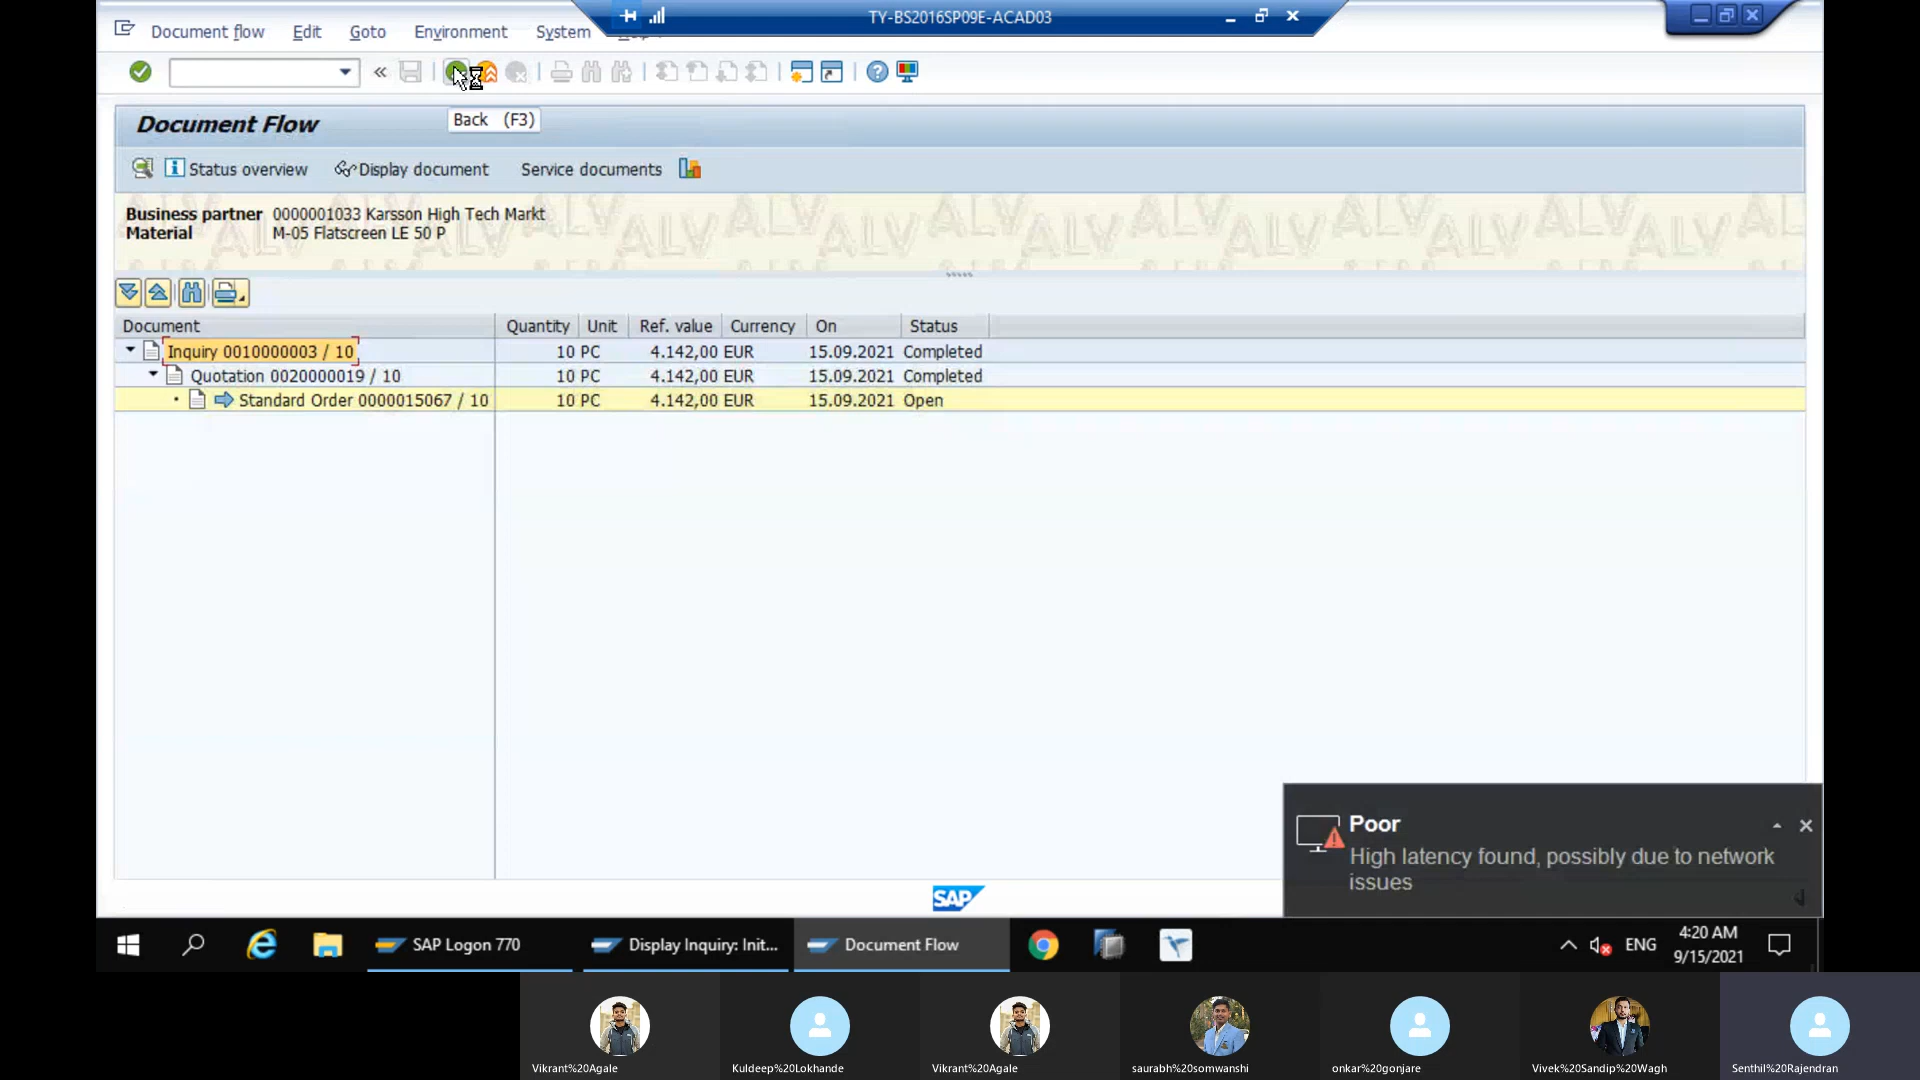 TY-BS2016SP09E-ACAD03
Document flow Edit Goto Environment System
Back (F3)
Document Flow
Status overview Display document Service documents
Business partner 0000001033 Karsson High Tech Markt
Material M-05 Flatscreen LE 50 P
Document Quantity Unit Ref. value Currency On Status
Inquiry 0010000003 / 10 10 PC 4.142,00 EUR 15.09.2021 Completed
Quotation 0020000019 / 10 10 PC 4.142,00 EUR 15.09.2021 Completed
Standard Order 0000015067 / 10 10 PC 4.142,00 EUR 15.09.2021 Open
Poor
High latency found, possibly due to network
issues
SAP
SAP Logon 770 Display Inquiry: Init... Document Flow ENG 4:20 AM
9/15/2021
Vikrant%20Agale Kuldeep%20Lokhande Vikrant%20Agale saurabh%20somwanshi onkar%20gonjare Vivek%20Sandip%20Wagh Senthil%20Rajendran